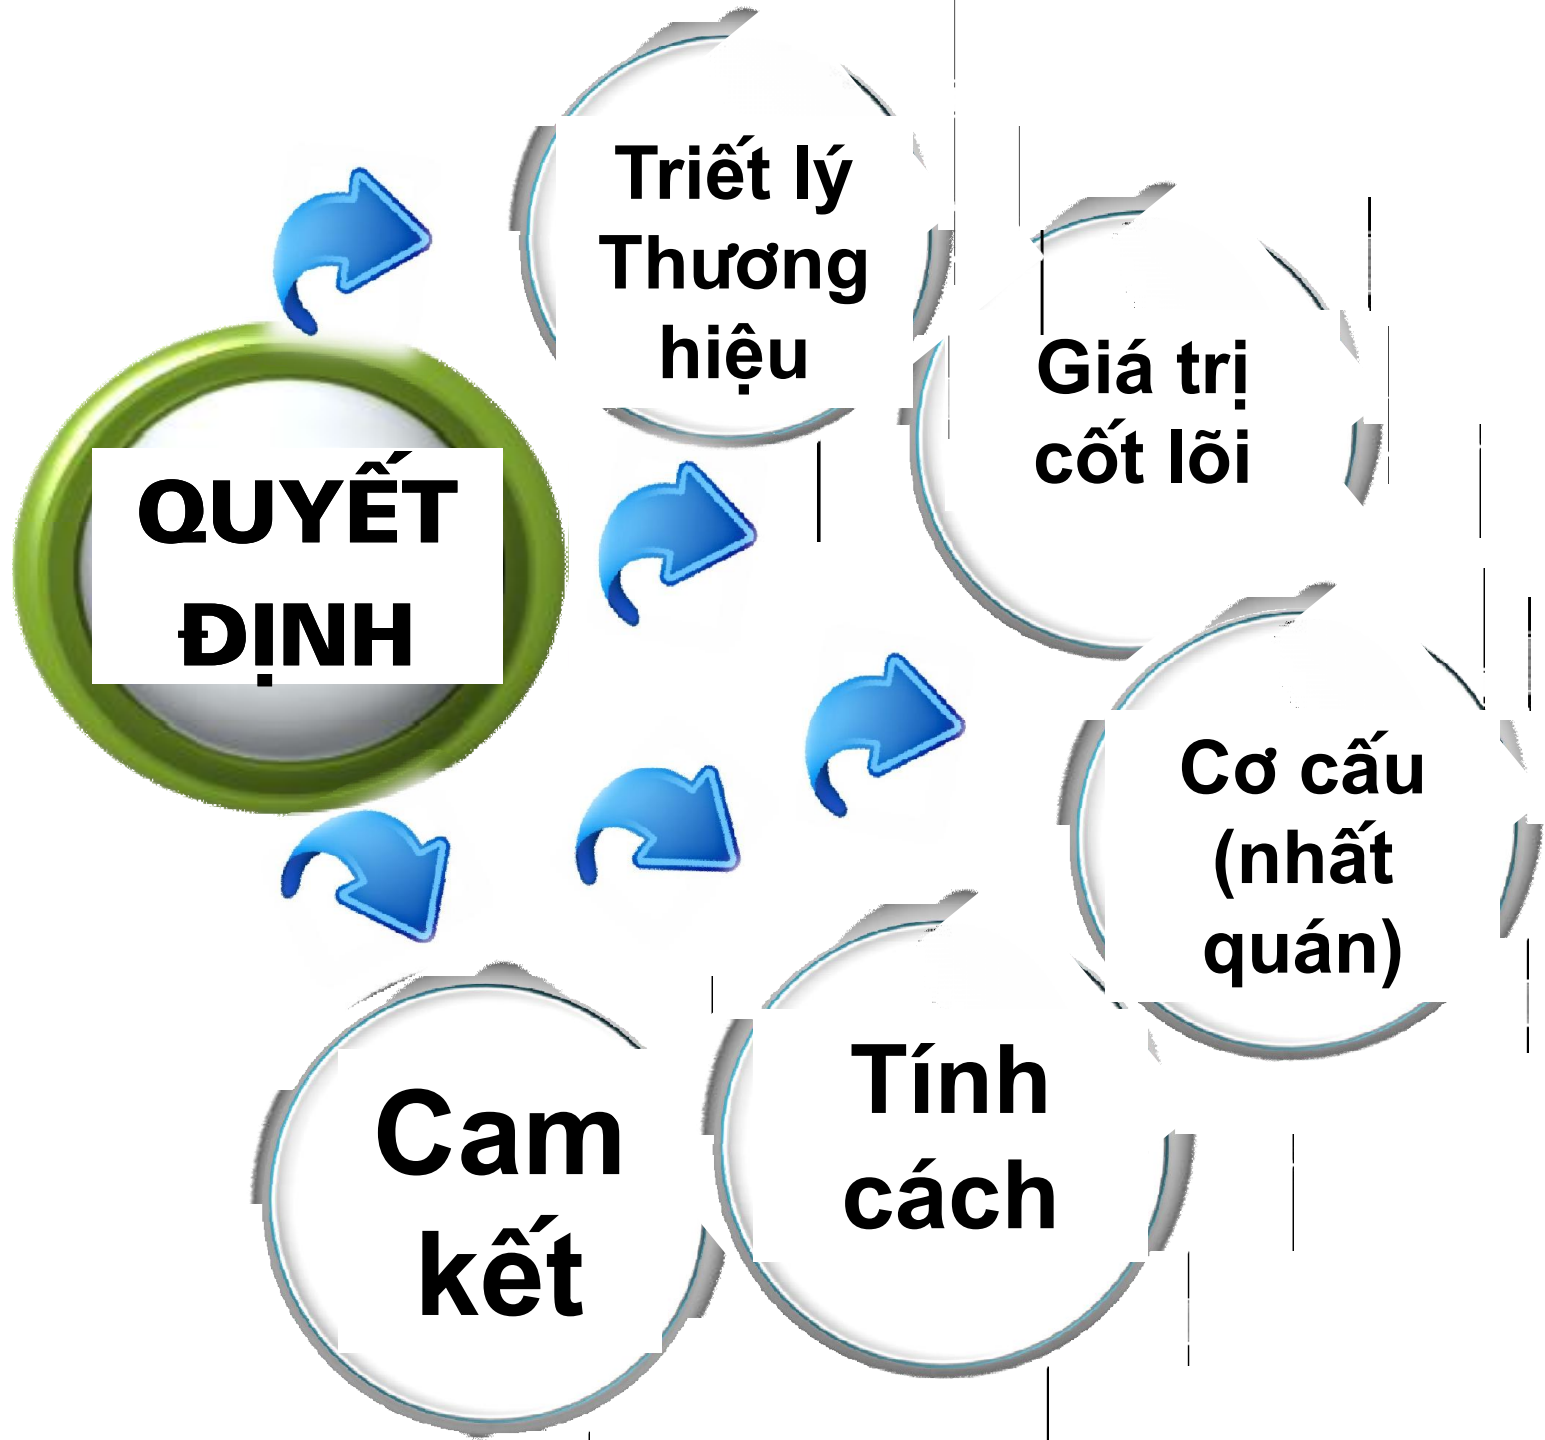 QUYẾT
ĐỊNH
Triết lý
Thương
hiệu
Giá trị
cốt lõi
Cơ cấu
(nhất
quán)
Tính
cách
Cam
kết